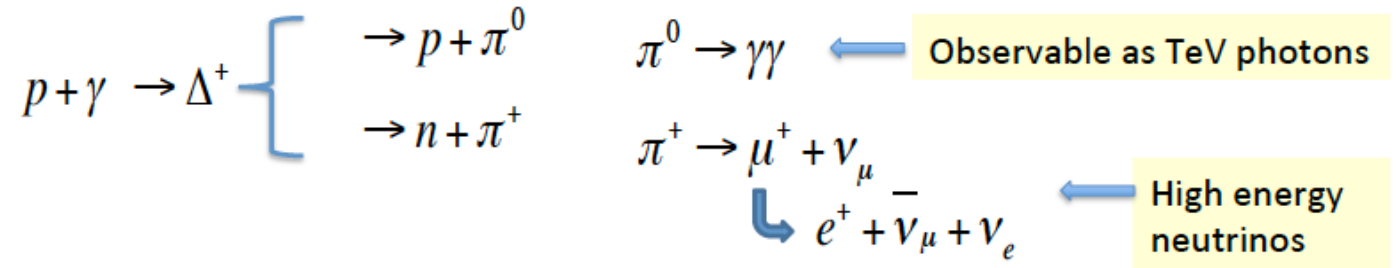 p + γ → Δ⁺
→ p + π⁰
→ n + π⁺
π⁰ → γγ
Observable as TeV photons
π⁺ → μ⁺ + ν_μ
e⁺ + ν̅_μ + ν_e
High energy
neutrinos